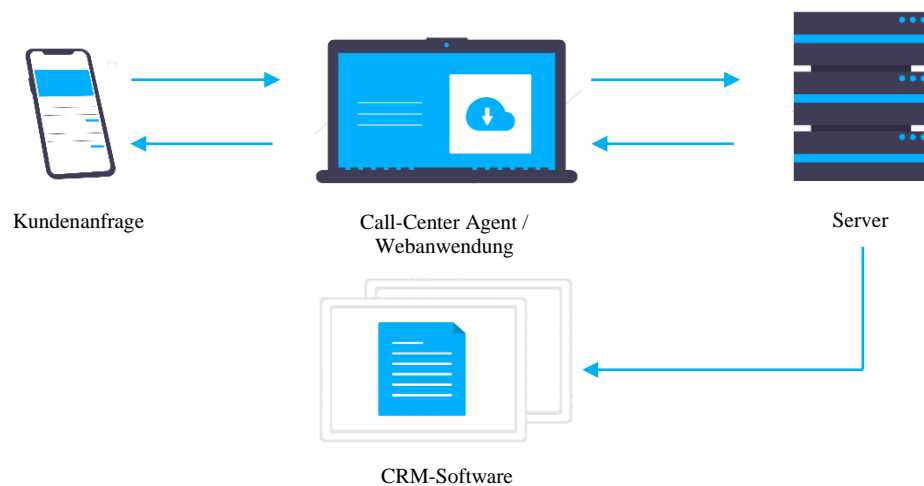 Kundenanfrage
Call-Center Agent /
Webanwendung
Server
CRM-Software